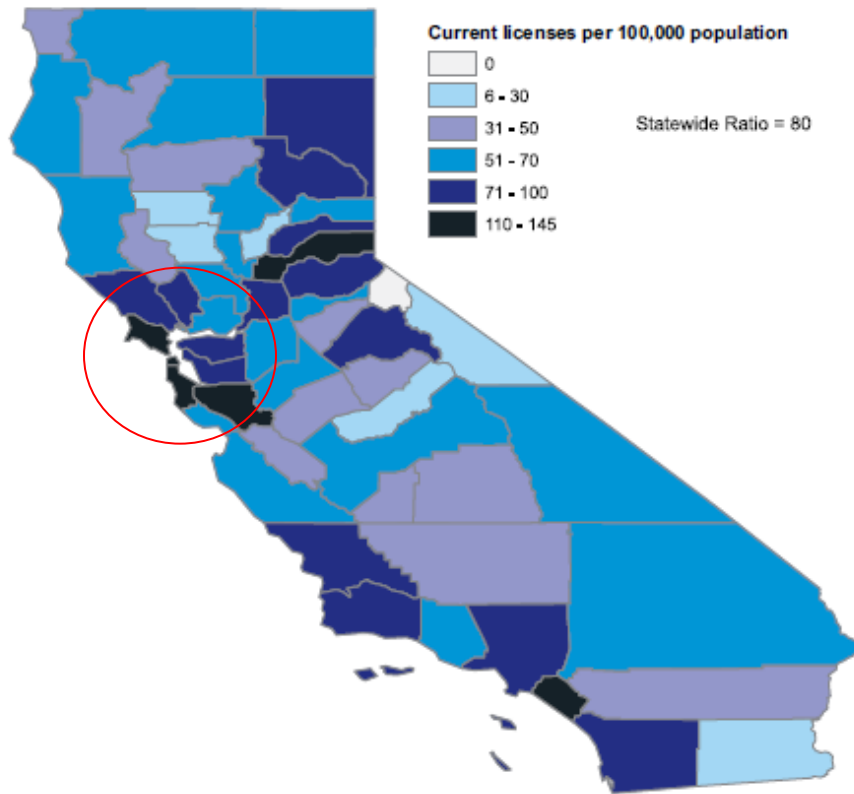 Current licenses per 100,000 population
0
6 - 30
31 - 50
51 - 70
71 - 100
110 - 145
Statewide Ratio = 80